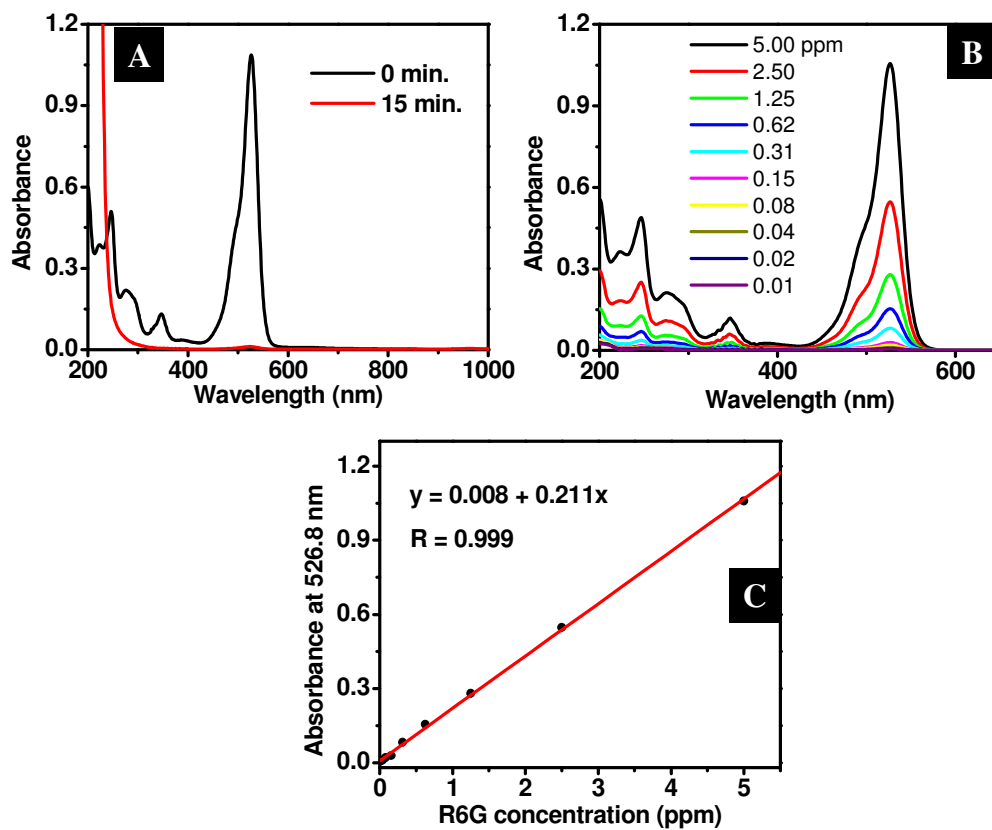 A
0 min.
15 min.
1.2
0.9
0.6
0.3
0.0
Absorbance
200 400 600 800 1000
Wavelength (nm)
B
5.00 ppm
2.50
1.25
0.62
0.31
0.15
0.08
0.04
0.02
0.01
1.2
0.9
0.6
0.3
0.0
Absorbance
200 400 600
Wavelength (nm)
y = 0.008 + 0.211x
R = 0.999
C
1.2
0.9
0.6
0.3
0.0
Absorbance at 526.8 nm
0 1 2 3 4 5
R6G concentration (ppm)